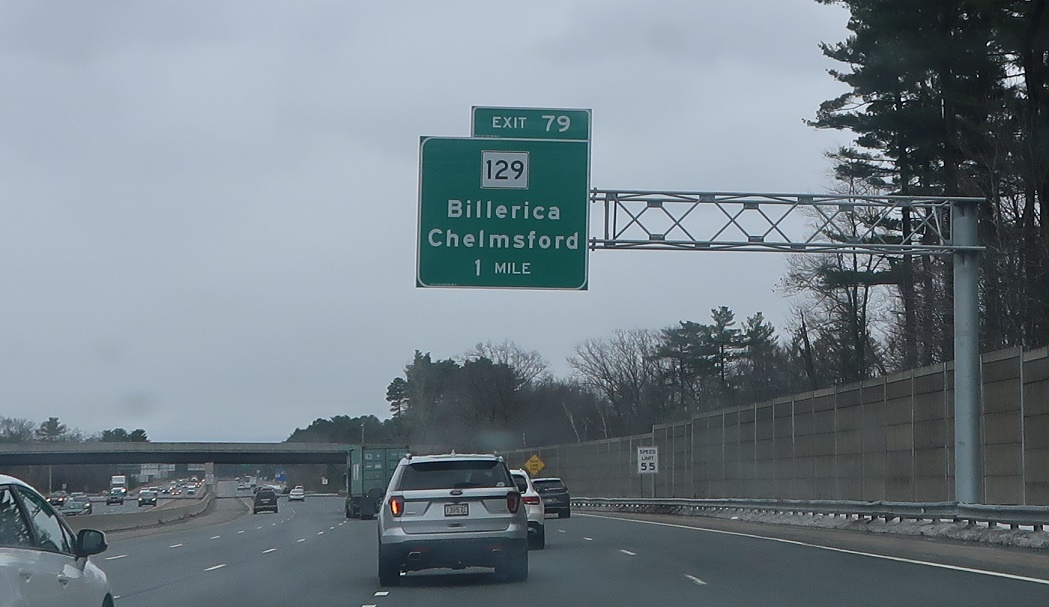 EXIT 79
129
Billerica
Chelmsford
1 MILE
SPEED
LIMIT
55